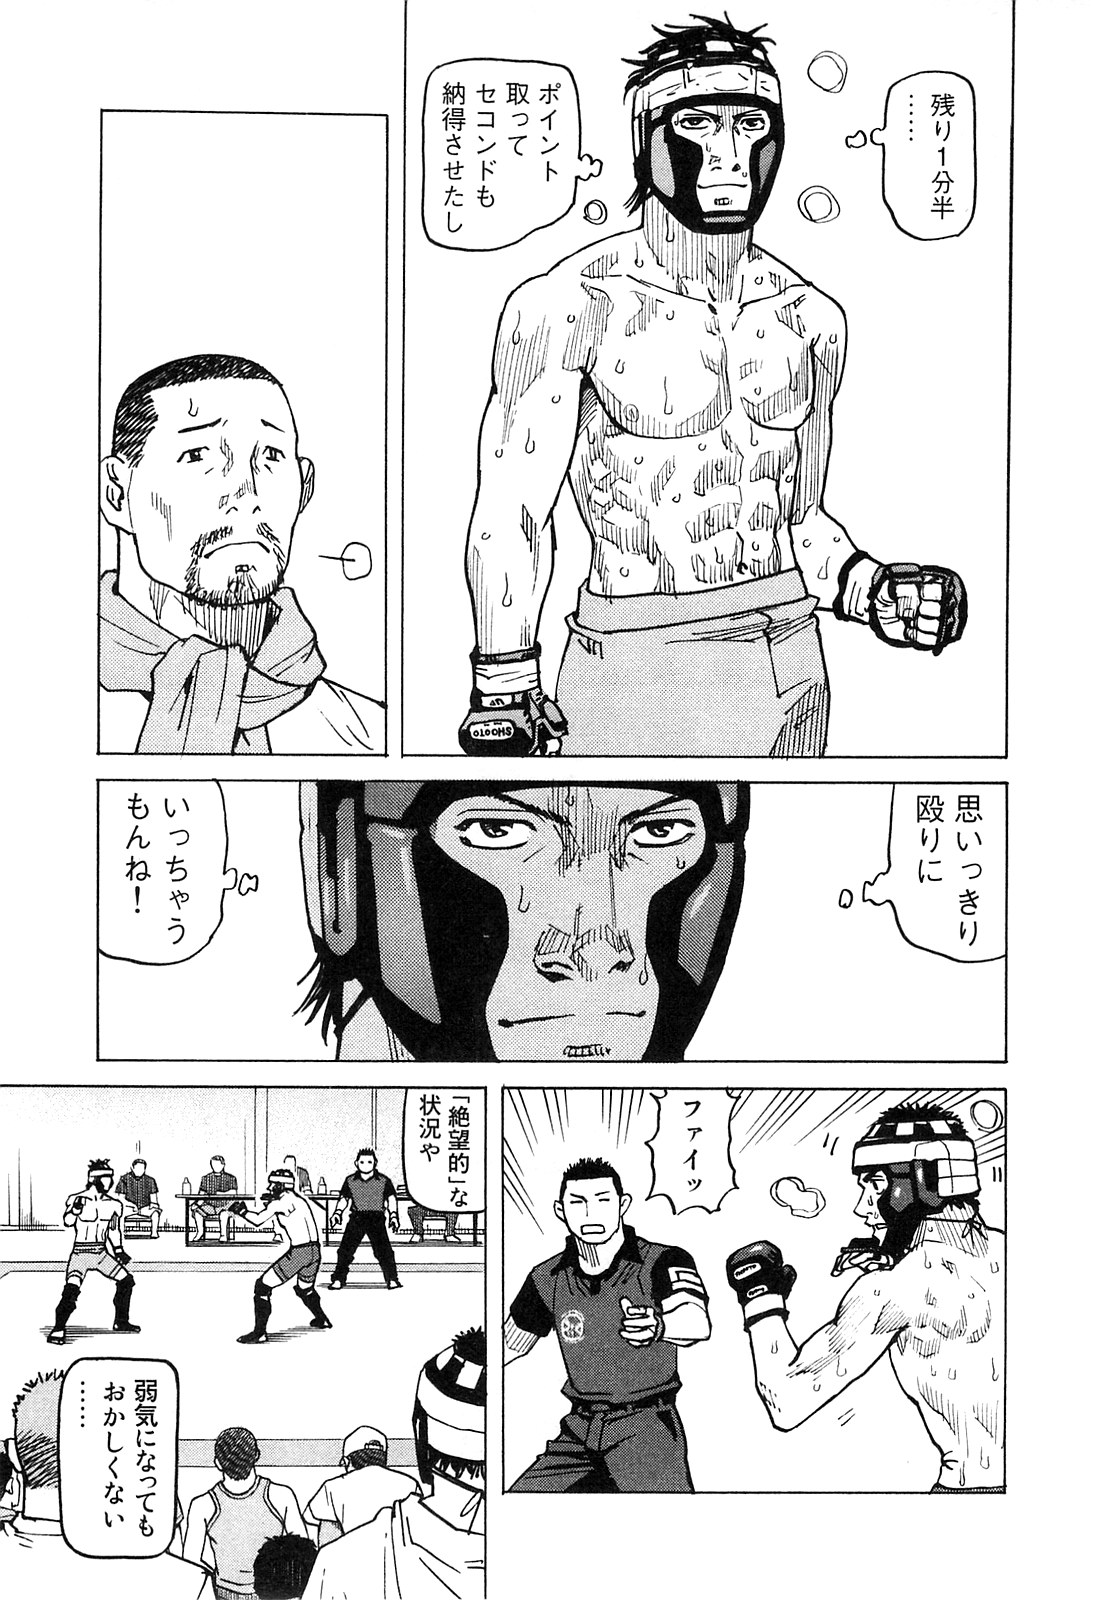 残り1分半
……
ポイント
取って
セコンドも
納得させたし
SHOOTO
思いっきり
殴りに
いっちゃう
もんね！
ファイッ
「絶望的」な
状況や
弱気になっても
おかしくない
……